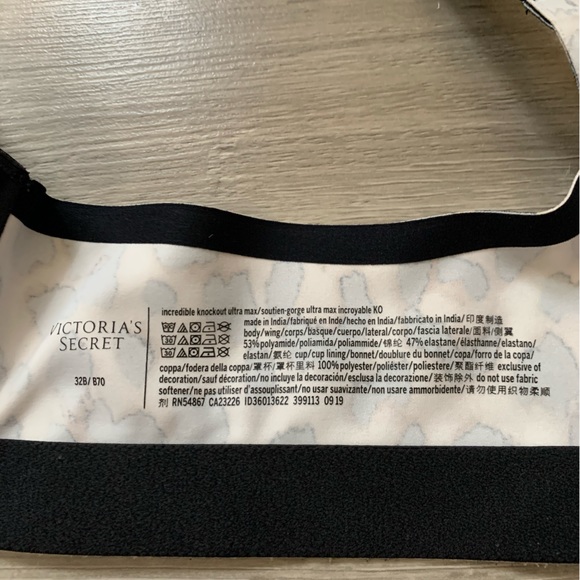 VICTORIA'S
SECRET
32B/ B70
incredible knockout ultra max/soutien-gorge ultra max incroyable KO
made in India/fabriqué en Inde/hecho en India/fabbricato in India/印度制造
body/wing/corps/basque/cuerpo/lateral/corpo/fascia laterale/面料/侧翼
53%polyamide/poliamida/poliammide/锦纶 47%elastane/élasthanne/elastano/
elastan/氨纶 cup/cup lining/bonnet/doublure du bonnet/copa/forro de la copa/
coppa/fodera della coppa/罩杯/罩杯里料 100%polyester/poliéster/poliestere/聚酯纤维 exclusive of
decoration/sauf décoration/no incluye la decoración/esclusa la decorazione/装饰除外 do not use fabric
softener/ne pas utiliser d'assouplissant/no usar suavizante/non usare ammorbidente/请勿使用织物柔顺
剂 RN54867 CA23226 ID36013622 399113 0919